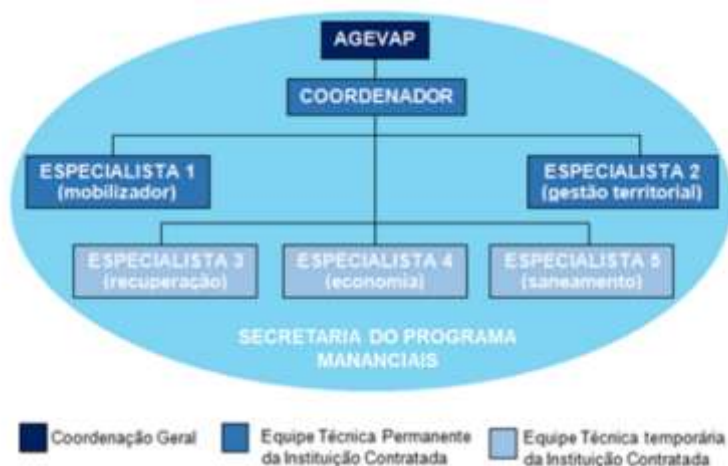 AGEVAP
COORDENADOR
ESPECIALISTA 1
(mobilizador)
ESPECIALISTA 2
(gestão territorial)
ESPECIALISTA 3
(recuperação)
ESPECIALISTA 4
(economia)
ESPECIALISTA 5
(saneamento)
SECRETARIA DO PROGRAMA
MANANCIAIS
Coordenação Geral
Equipe Técnica Permanente
da Instituição Contratada
Equipe Técnica temporária
da Instituição Contratada